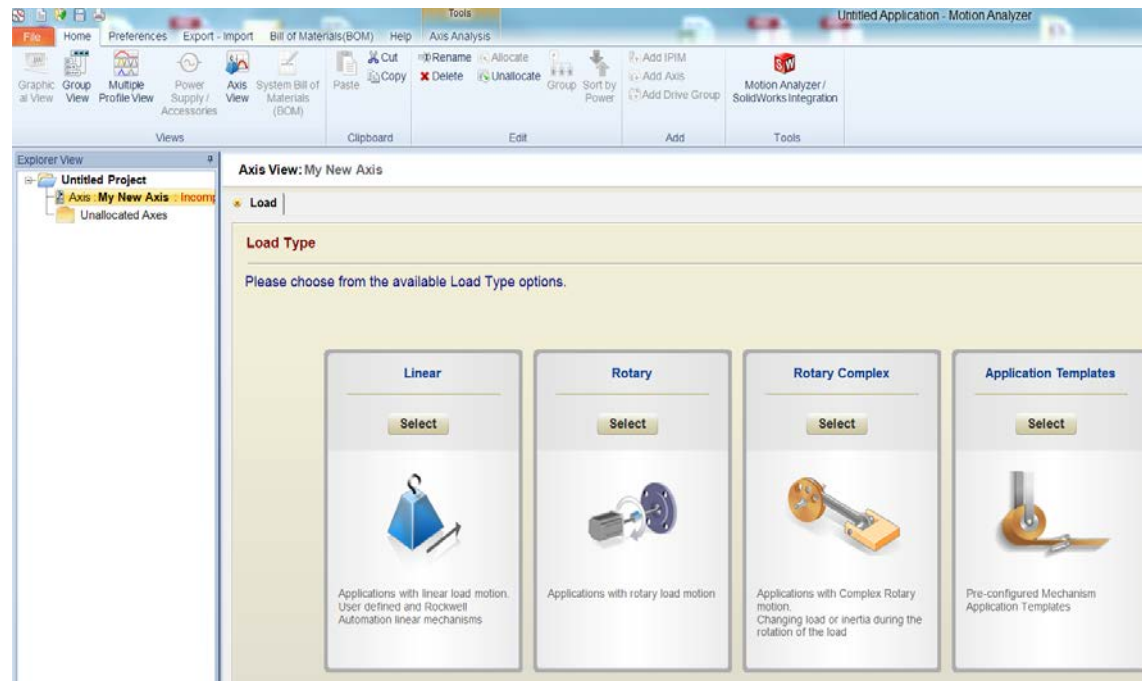 Tools
Untitled Application - Motion Analyzer
File Home Preferences Export - Import Bill of Materials(BOM) Help Axis Analysis
Graphic al View
Group View
Multiple Profile View
Power Supply / Accessories
Axis View
System Bill of Materials (BOM)
Views
Paste
Cut
Copy
Clipboard
Rename Allocate
Delete Unallocate
Group
Sort by Power
Edit
Add IPIM
Add Axis
Add Drive Group
Add
SW
Motion Analyzer /
SolidWorks Integration
Tools
Explorer View
Untitled Project
Axis : My New Axis : Incomp
Unallocated Axes
Axis View: My New Axis
Load
Load Type
Please choose from the available Load Type options.
Linear
Select
Applications with linear load motion.
User defined and Rockwell
Automation linear mechanisms
Rotary
Select
Applications with rotary load motion
Rotary Complex
Select
Applications with Complex Rotary
motion.
Changing load or inertia during the
rotation of the load
Application Templates
Select
Pre-configured Mechanism
Application Templates